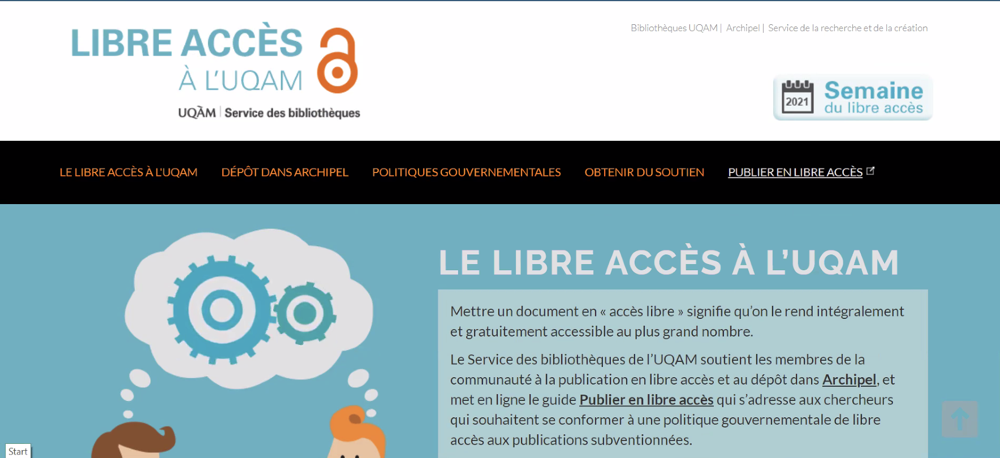 LIBRE ACCÈS
À L'UQAM
UQÀM | Service des bibliothèques
Bibliothèques UQAM | Archipel | Service de la recherche et de la création
2021
Semaine
du libre accès
LE LIBRE ACCÈS À L'UQAM DÉPÔT DANS ARCHIPEL POLITIQUES GOUVERNEMENTALES OBTENIR DU SOUTIEN PUBLIER EN LIBRE ACCÈS
LE LIBRE ACCÈS À L’UQAM
Mettre un document en « accès libre » signifie qu’on le rend intégralement
et gratuitement accessible au plus grand nombre.
Le Service des bibliothèques de l’UQAM soutient les membres de la
communauté à la publication en libre accès et au dépôt dans Archipel, et
met en ligne le guide Publier en libre accès qui s’adresse aux chercheurs
qui souhaitent se conformer à une politique gouvernementale de libre
accès aux publications subventionnées.
Start